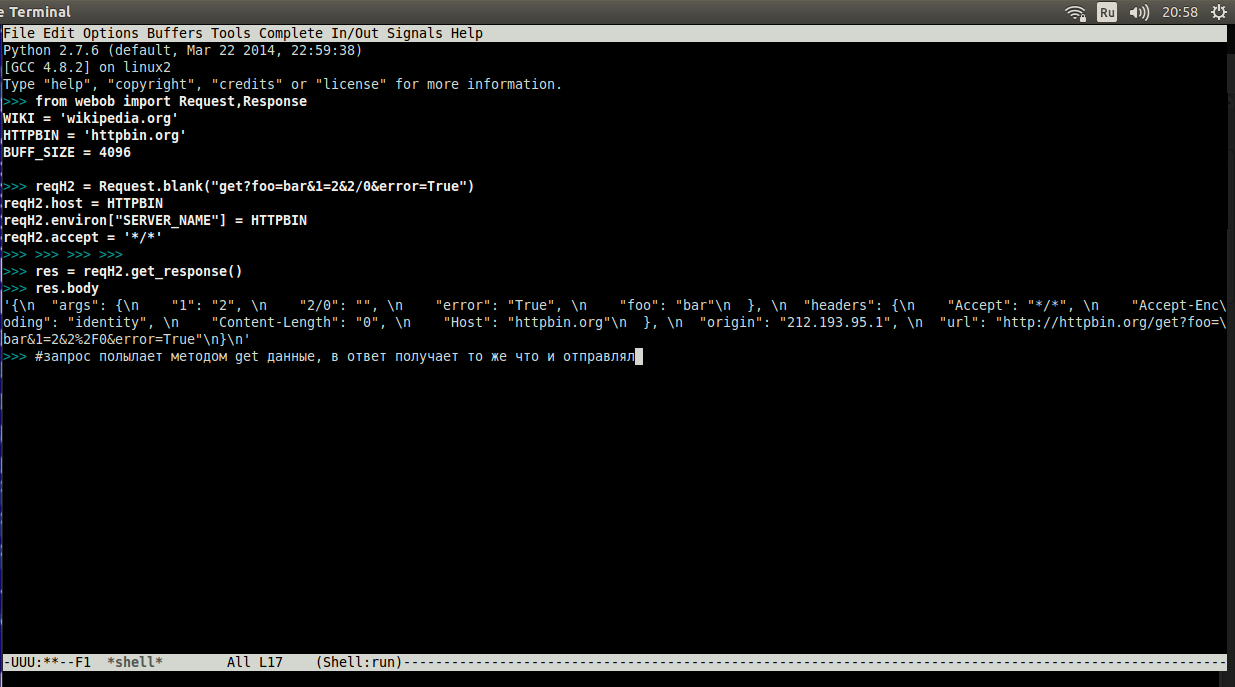 e Terminal Ru 20:58
File Edit Options Buffers Tools Complete In/Out Signals Help
Python 2.7.6 (default, Mar 22 2014, 22:59:38)
[GCC 4.8.2] on linux2
Type "help", "copyright", "credits" or "license" for more information.
>>> from webob import Request,Response
WIKI = 'wikipedia.org'
HTTPBIN = 'httpbin.org'
BUFF_SIZE = 4096
>>> reqH2 = Request.blank("get?foo=bar&1=2&2/0&error=True")
reqH2.host = HTTPBIN
reqH2.environ["SERVER_NAME"] = HTTPBIN
reqH2.accept = '*/*'
>>> >>> >>> >>>
>>> res = reqH2.get_response()
>>> res.body
'{\n  "args": {\n    "1": "2", \n    "2/0": "", \n    "error": "True", \n    "foo": "bar"\n  }, \n  "headers": {\n    "Accept": "*/*", \n    "Accept-Enc\
oding": "identity", \n    "Content-Length": "0", \n    "Host": "httpbin.org"\n  }, \n  "origin": "212.193.95.1", \n  "url": "http://httpbin.org/get?foo=\
bar&1=2&2%2F0&error=True"\n}\n'
>>> #запрос полылает методом get данные, в ответ получает то же что и отправлял
-UUU:**--F1  *shell*        All L17    (Shell:run)-------------------------------------------------------------------------------------------------------